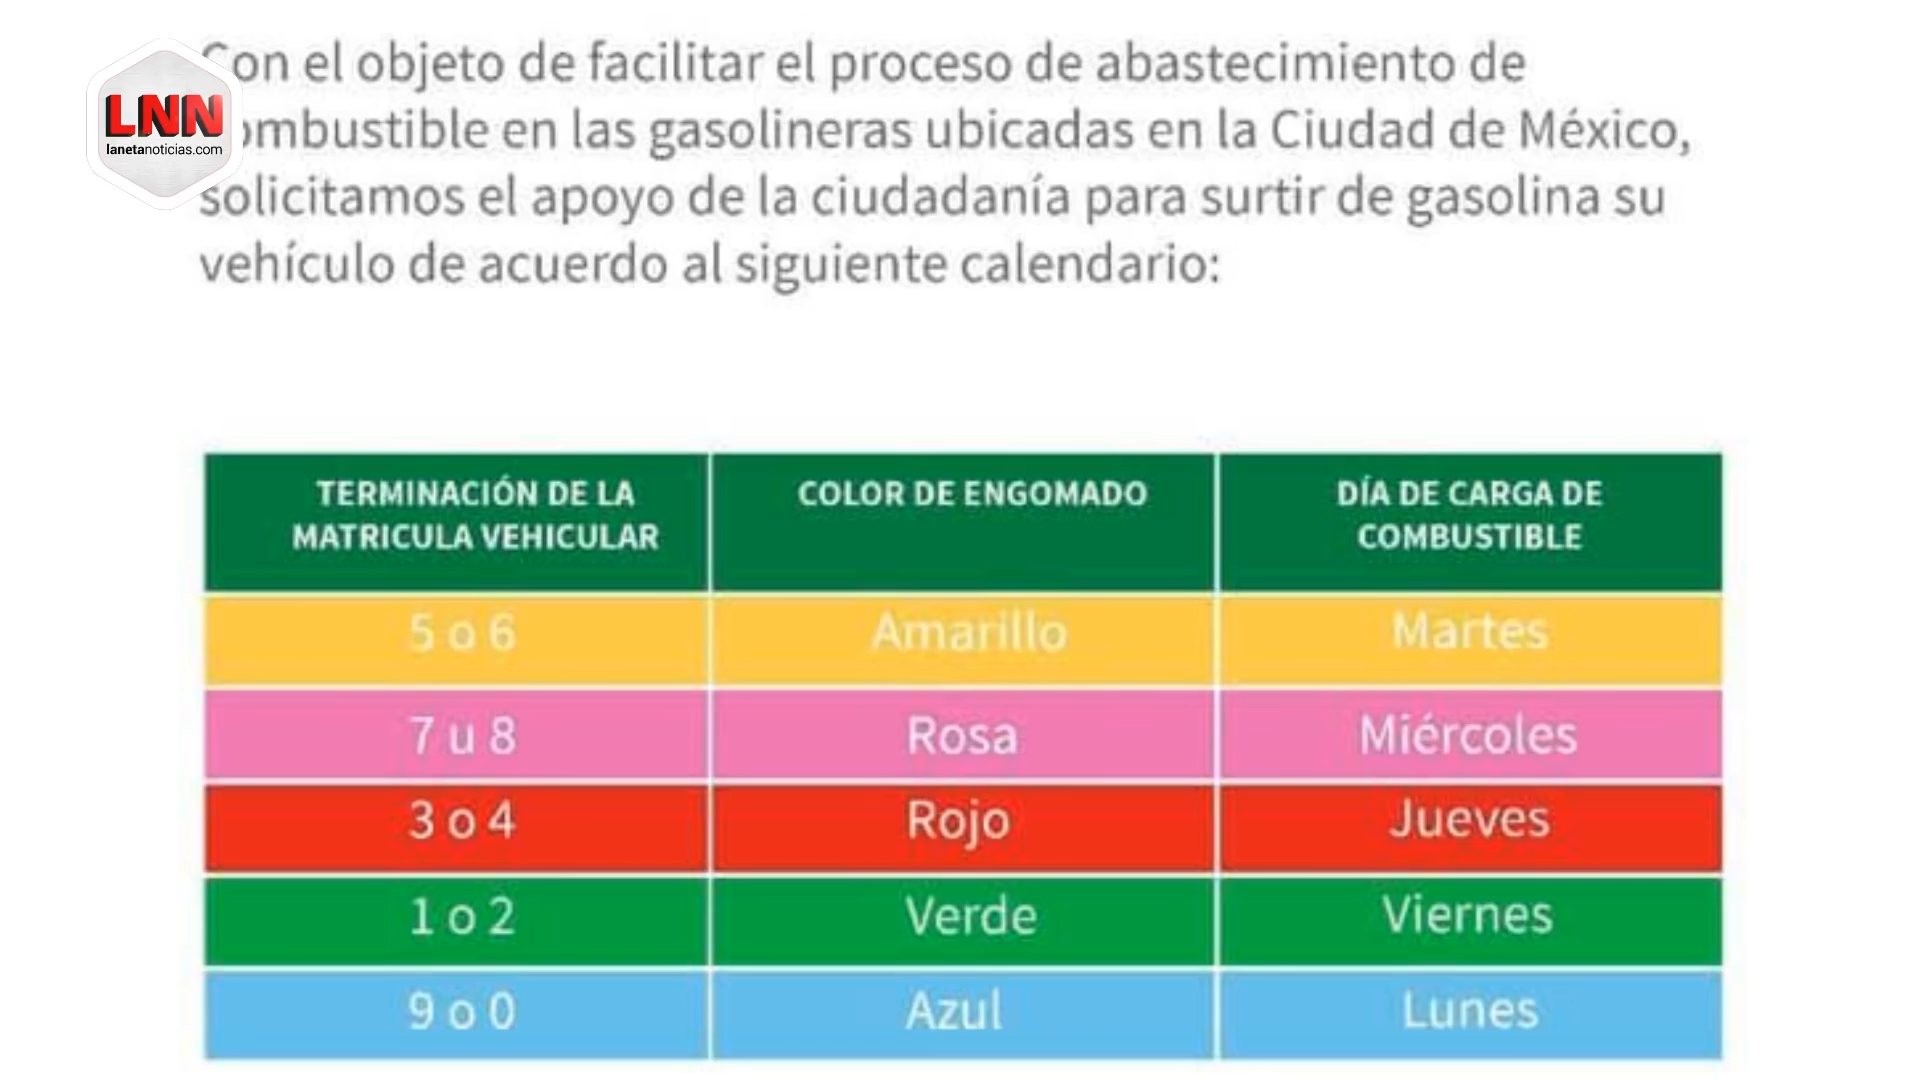 LNN
lanetanoticias.com
Con el objeto de facilitar el proceso de abastecimiento de
combustible en las gasolineras ubicadas en la Ciudad de México,
solicitamos el apoyo de la ciudadanía para surtir de gasolina su
vehículo de acuerdo al siguiente calendario:
TERMINACIÓN DE LA
MATRICULA VEHICULAR
COLOR DE ENGOMADO
DÍA DE CARGA DE
COMBUSTIBLE
5 o 6 Amarillo Martes
7 u 8 Rosa Miércoles
3 o 4 Rojo Jueves
1 o 2 Verde Viernes
9 o 0 Azul Lunes